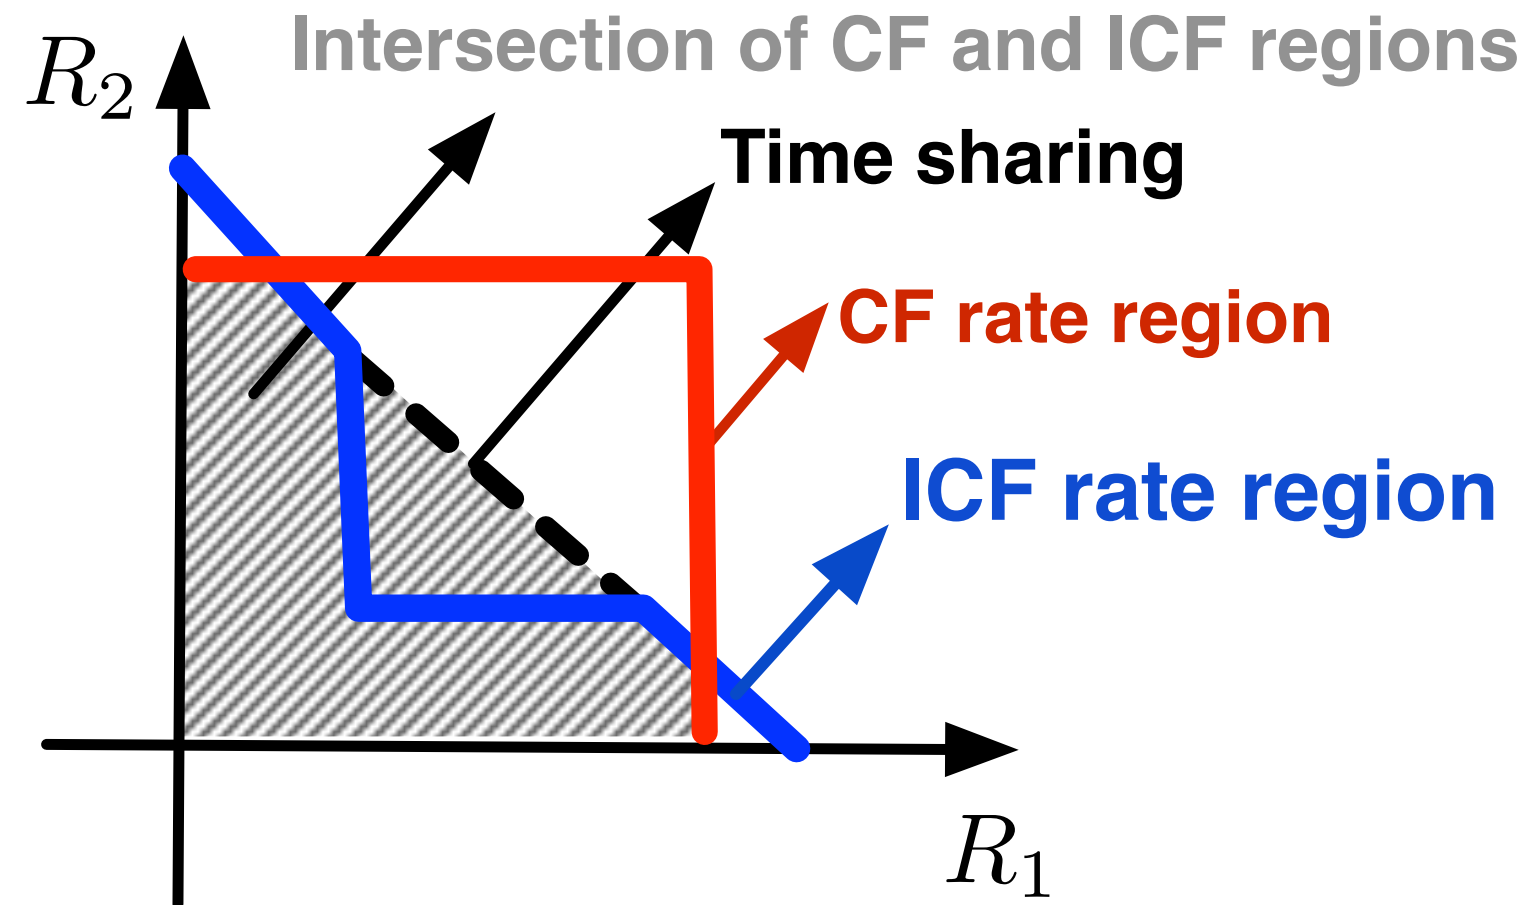 R2
Intersection of CF and ICF regions
Time sharing
CF rate region
ICF rate region
R1